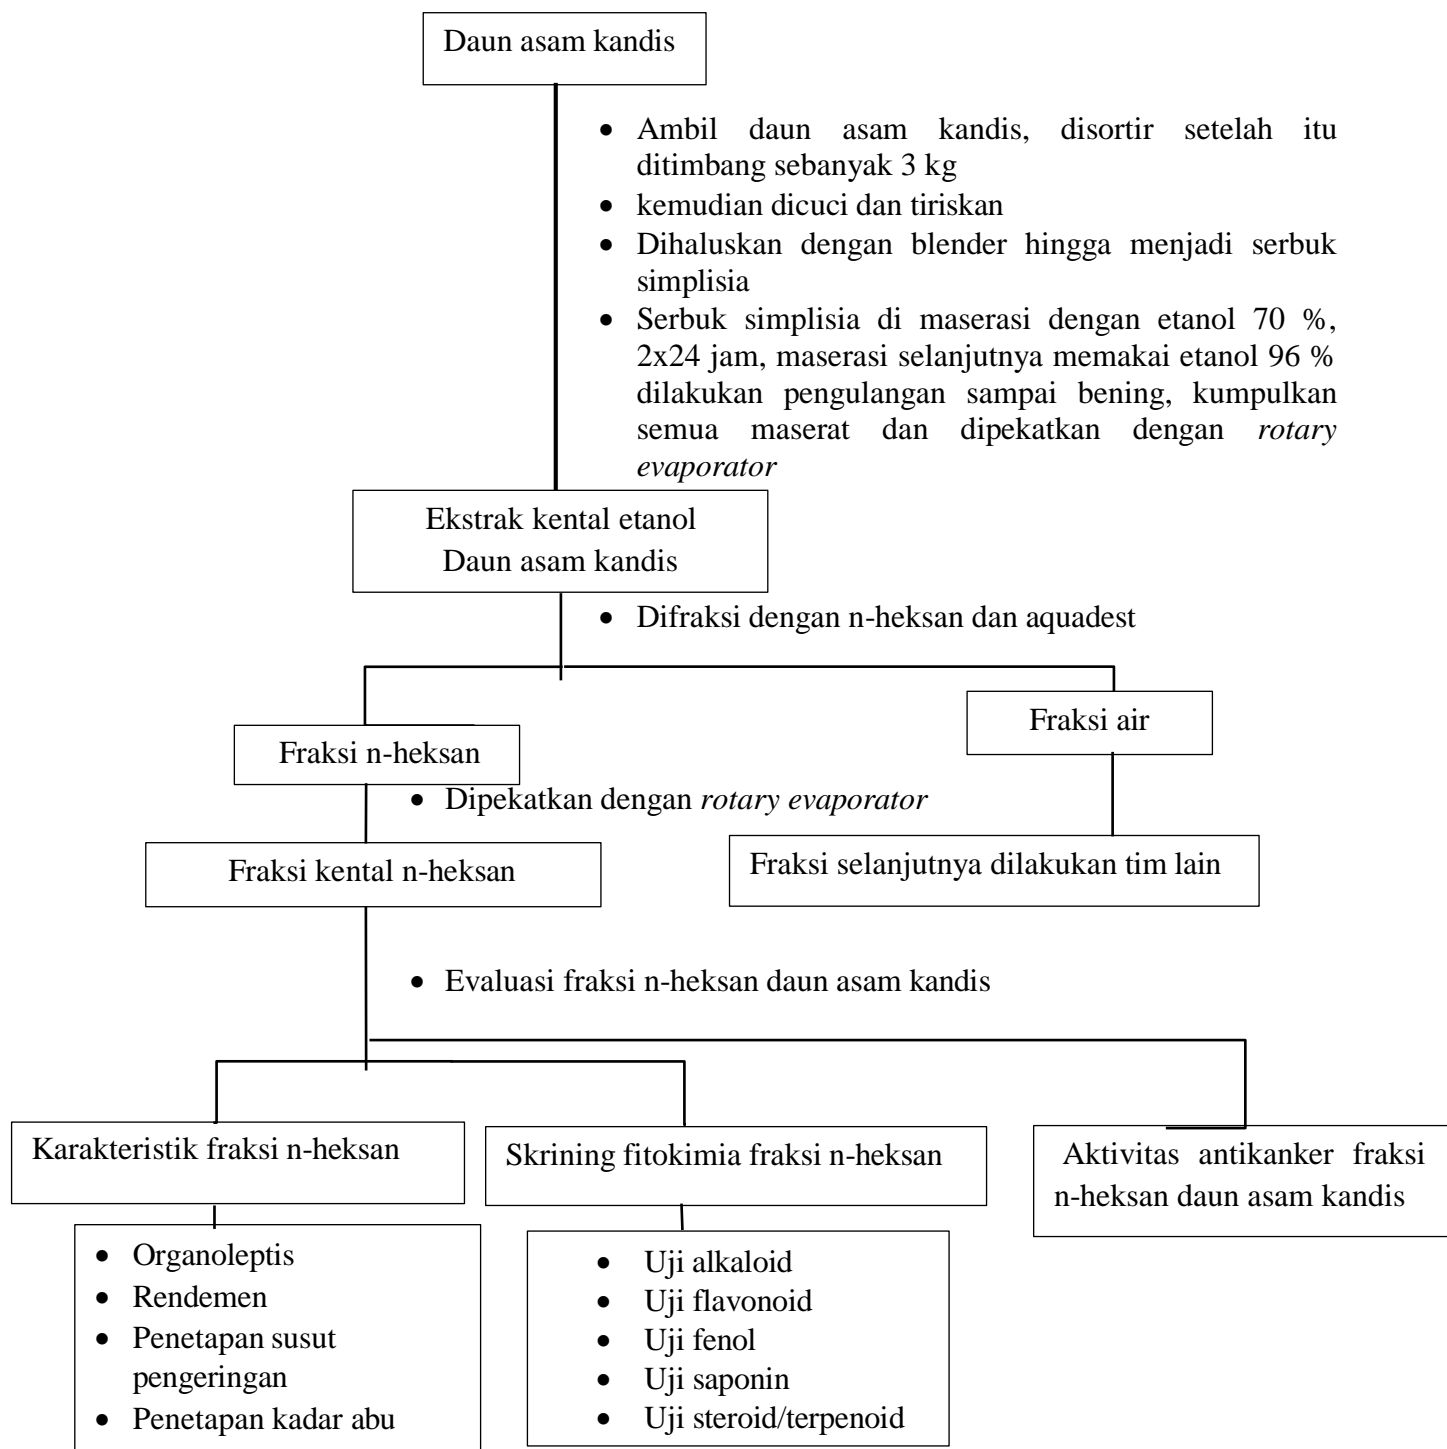 Daun asam kandis
• Ambil daun asam kandis, disortir setelah itu
ditimbang sebanyak 3 kg
• kemudian dicuci dan tiriskan
• Dihaluskan dengan blender hingga menjadi serbuk
simplisia
• Serbuk simplisia di maserasi dengan etanol 70 %,
2x24 jam, maserasi selanjutnya memakai etanol 96 %
dilakukan pengulangan sampai bening, kumpulkan
semua maserat dan dipekatkan dengan rotary
evaporator
Ekstrak kental etanol
Daun asam kandis
• Difraksi dengan n-heksan dan aquadest
Fraksi n-heksan
Fraksi air
• Dipekatkan dengan rotary evaporator
Fraksi kental n-heksan
Fraksi selanjutnya dilakukan tim lain
• Evaluasi fraksi n-heksan daun asam kandis
Karakteristik fraksi n-heksan
Skrining fitokimia fraksi n-heksan
Aktivitas antikanker fraksi
n-heksan daun asam kandis
• Organoleptis
• Rendemen
• Penetapan susut
pengeringan
• Penetapan kadar abu
• Uji alkaloid
• Uji flavonoid
• Uji fenol
• Uji saponin
• Uji steroid/terpenoid